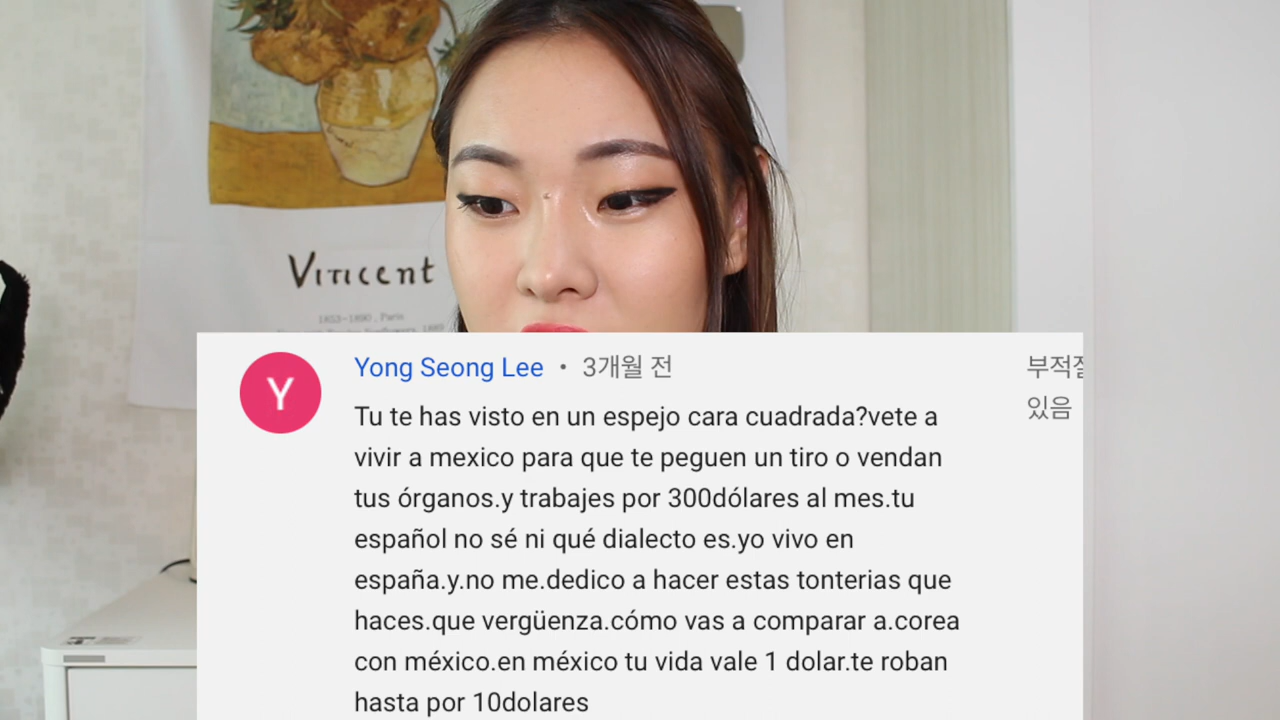 Vincent
1853-1890 . Paris
Yong Seong Lee • 3개월 전
Tu te has visto en un espejo cara cuadrada?vete a
vivir a mexico para que te peguen un tiro o vendan
tus órganos.y trabajes por 300dólares al mes.tu
español no sé ni qué dialecto es.yo vivo en
españa.y.no me.dedico a hacer estas tonterias que
haces.que vergüenza.cómo vas a comparar a.corea
con méxico.en méxico tu vida vale 1 dolar.te roban
hasta por 10dolares
Y
있음